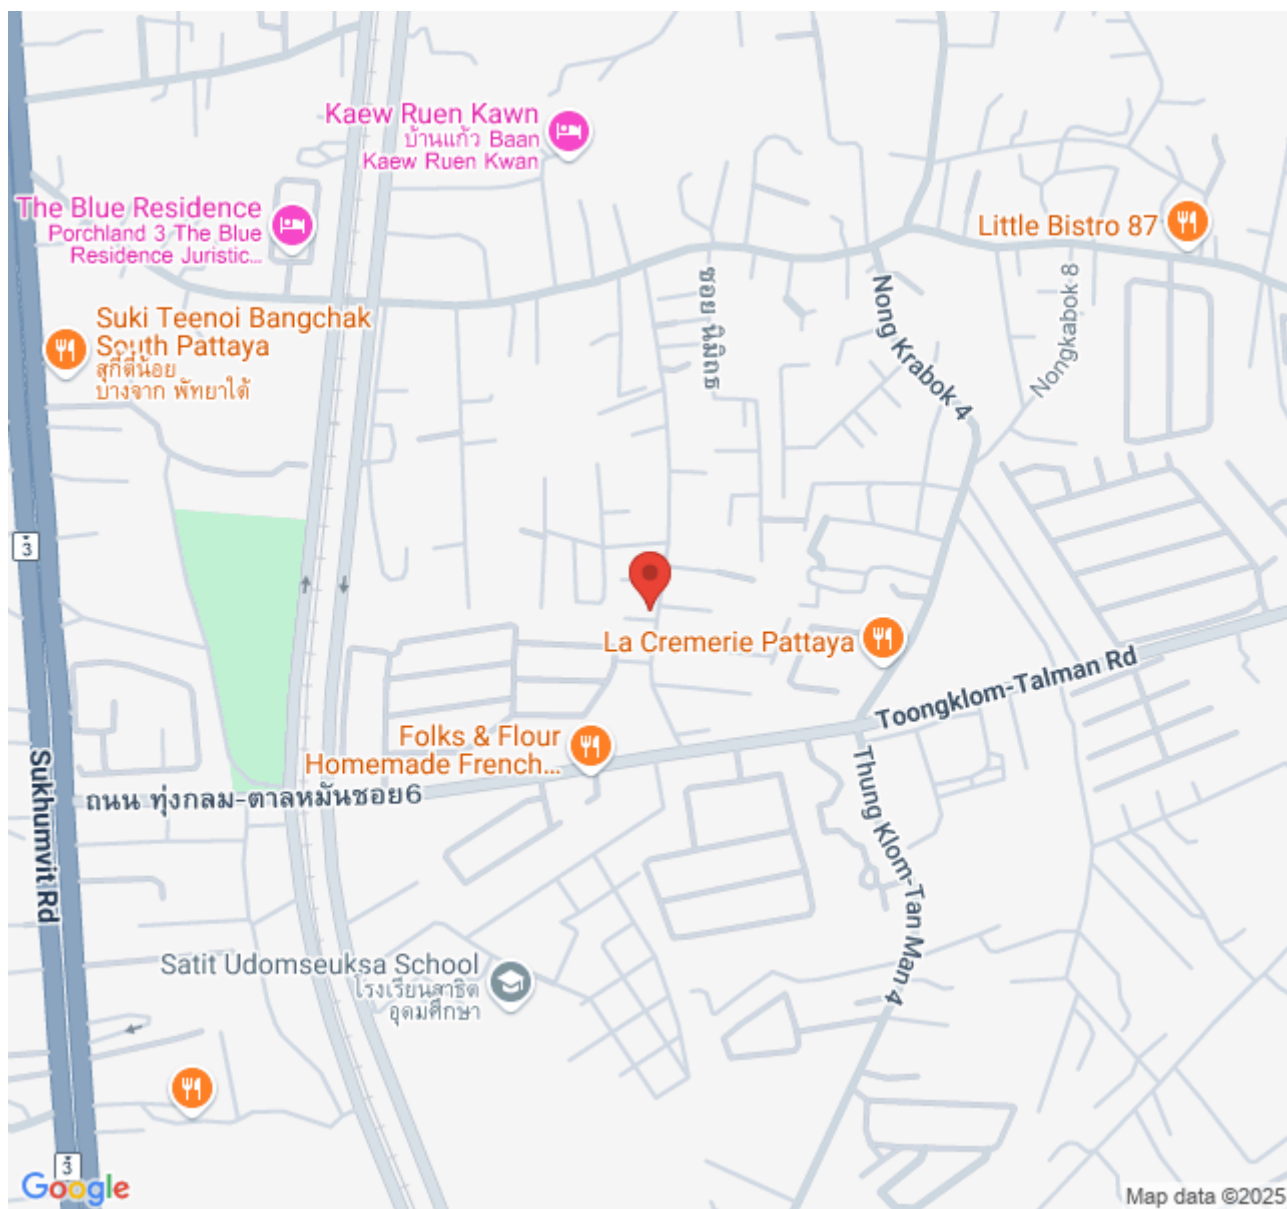 Kaew Ruen Kawn
บ้านแก้ว Baan
Kaew Ruen Kwan
The Blue Residence
Porchland 3 The Blue
Residence Juristic...
Little Bistro 87
ซอย นิมิตร
Nong Krabok 4
Nongkabok 8
Suki Teenoi Bangchak
South Pattaya
สุกี้ตี๋น้อย
บางจาก พัทยาใต้
3
La Cremerie Pattaya
Toongklom-Talman Rd
Folks & Flour
Homemade French...
ถนน ทุ่งกลม-ตาลหมันซอย6
Sukhumvit Rd
Thung Klom-Tan Man 4
Satit Udomseuksa School
โรงเรียนสาธิต
อุดมศึกษา
3
Google
Map data ©2025